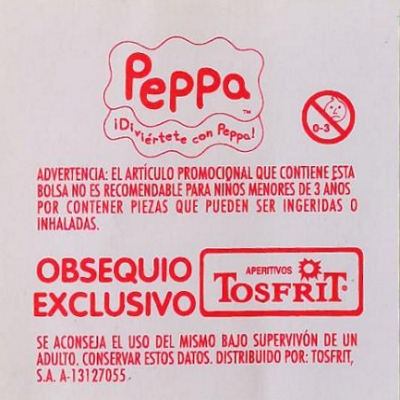 Peppa™
¡Diviértete con Peppa!
0-3
ADVERTENCIA: EL ARTÍCULO PROMOCIONAL QUE CONTIENE ESTA
BOLSA NO ES RECOMENDABLE PARA NIÑOS MENORES DE 3 AÑOS
POR CONTENER PIEZAS QUE PUEDEN SER INGERIDAS O
INHALADAS.
OBSEQUIO
EXCLUSIVO
APERITIVOS
TOSFRIT®
SE ACONSEJA EL USO DEL MISMO BAJO SUPERVIVÓN DE UN
ADULTO. CONSERVAR ESTOS DATOS. DISTRIBUIDO POR: TOSFRIT,
S.A. A-13127055